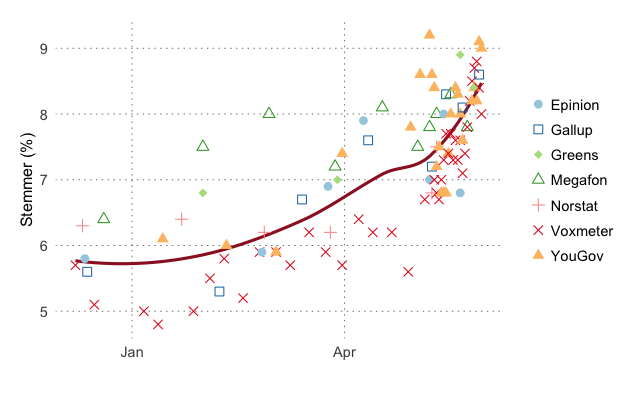 Stemmer (%)
9
8
7
6
5
Jan
Apr
Epinion
Gallup
Greens
Megafon
Norstat
Voxmeter
YouGov